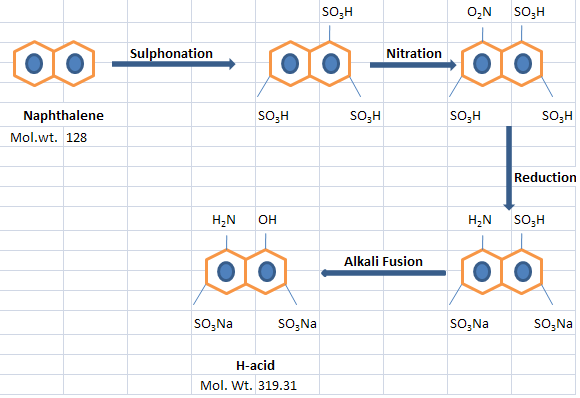 SO₃H
O₂N SO₃H
Sulphonation
Nitration
Naphthalene
SO₃H SO₃H
SO₃H SO₃H
Mol.wt. 128
Reduction
H₂N OH
H₂N SO₃H
Alkali Fusion
SO₃Na SO₃Na
SO₃Na SO₃Na
H-acid
Mol. Wt. 319.31